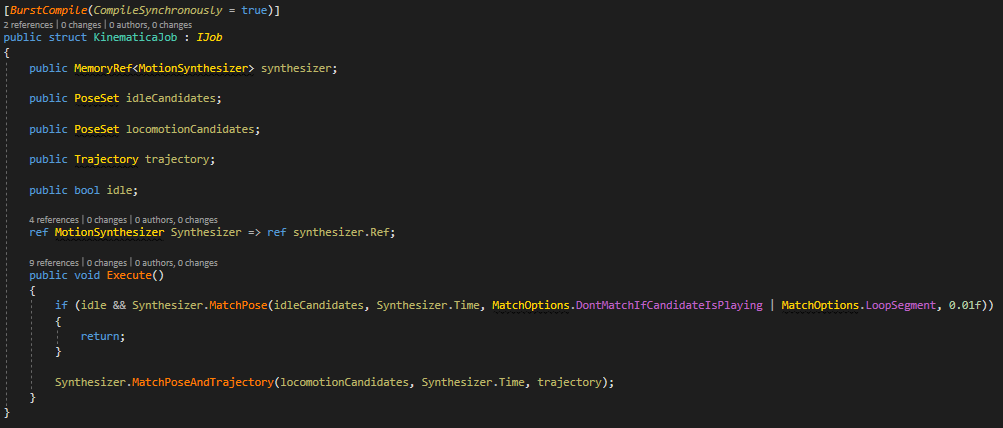 [BurstCompile(CompileSynchronously = true)]
2 references | 0 changes | 0 authors, 0 changes
public struct KinematicaJob : IJob
{
public MemoryRef<MotionSynthesizer> synthesizer;
public PoseSet idleCandidates;
public PoseSet locomotionCandidates;
public Trajectory trajectory;
public bool idle;
4 references | 0 changes | 0 authors, 0 changes
ref MotionSynthesizer Synthesizer => ref synthesizer.Ref;
9 references | 0 changes | 0 authors, 0 changes
public void Execute()
{
if (idle && Synthesizer.MatchPose(idleCandidates, Synthesizer.Time, MatchOptions.DontMatchIfCandidateIsPlaying | MatchOptions.LoopSegment, 0.01f))
{
return;
}
Synthesizer.MatchPoseAndTrajectory(locomotionCandidates, Synthesizer.Time, trajectory);
}
}